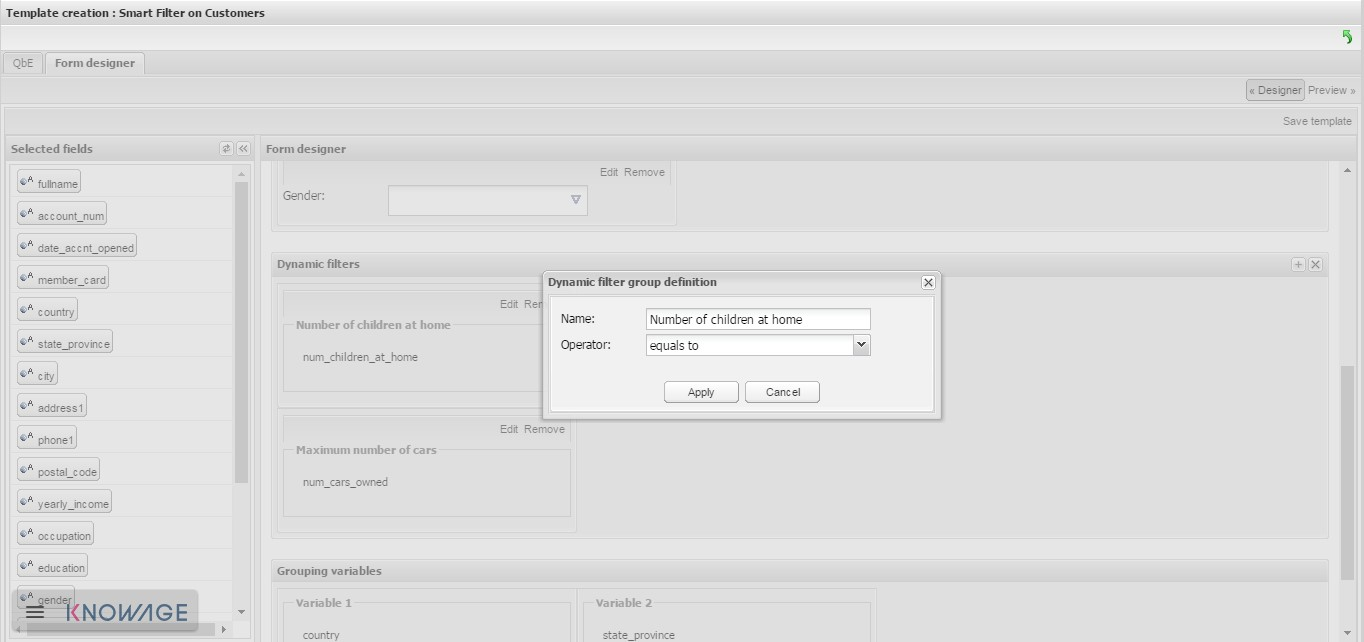 Template creation : Smart Filter on Customers
QbE
Form designer
« Designer
Preview »
Save template
Selected fields
fullname
account_num
date_accnt_opened
member_card
country
state_province
city
address1
phone1
postal_code
yearly_income
occupation
education
gender
KNOWAGE
Form designer
Edit Remove
Gender:
Dynamic filters
Edit Rem
Number of children at home
num_children_at_home
Edit Remove
Maximum number of cars
num_cars_owned
Dynamic filter group definition
Name:
Number of children at home
Operator:
equals to
Apply
Cancel
Grouping variables
Variable 1
country
Variable 2
state_province